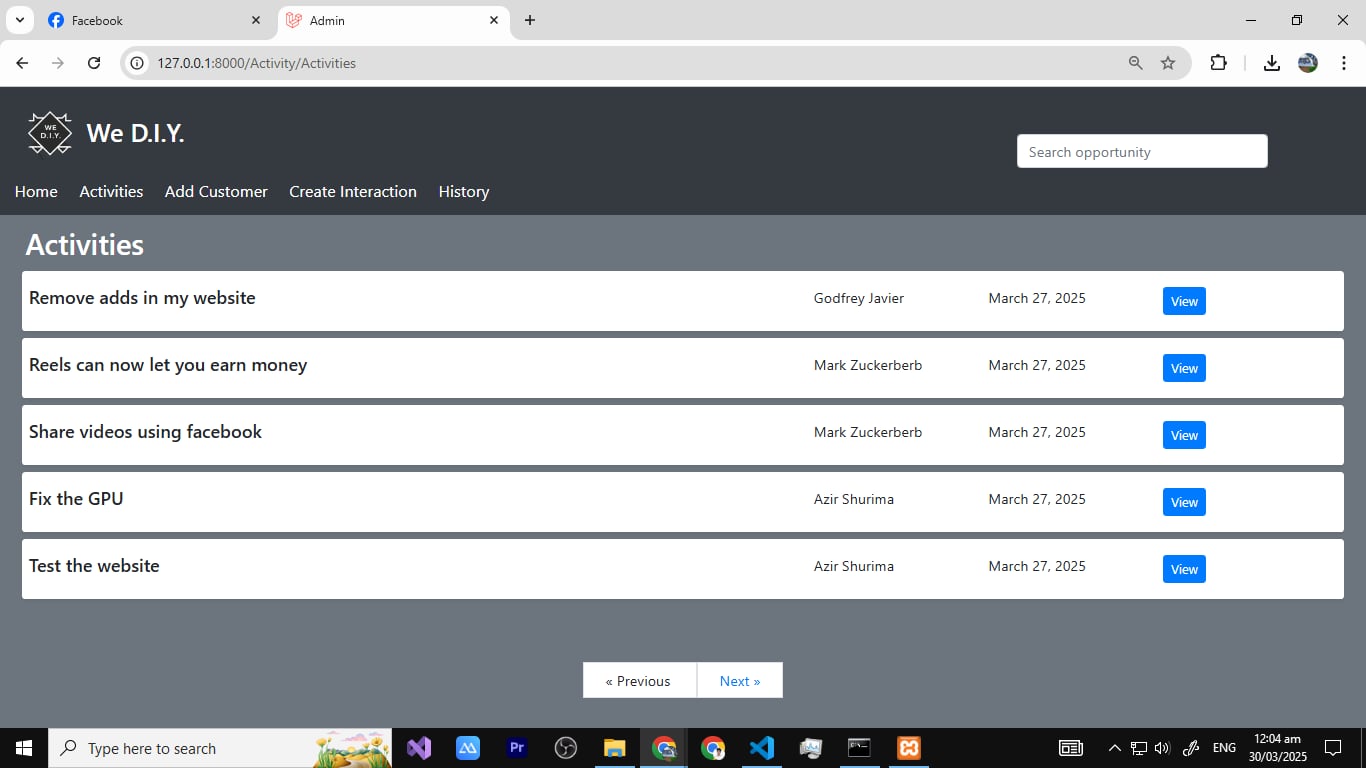 Facebook
Admin
127.0.0.1:8000/Activity/Activities
WE
D.I.Y.
We D.I.Y.
Search opportunity
Home Activities Add Customer Create Interaction History
Activities
Remove adds in my website Godfrey Javier March 27, 2025 View
Reels can now let you earn money Mark Zuckerberb March 27, 2025 View
Share videos using facebook Mark Zuckerberb March 27, 2025 View
Fix the GPU Azir Shurima March 27, 2025 View
Test the website Azir Shurima March 27, 2025 View
« Previous Next »
Type here to search
Pr
ENG
12:04 am
30/03/2025